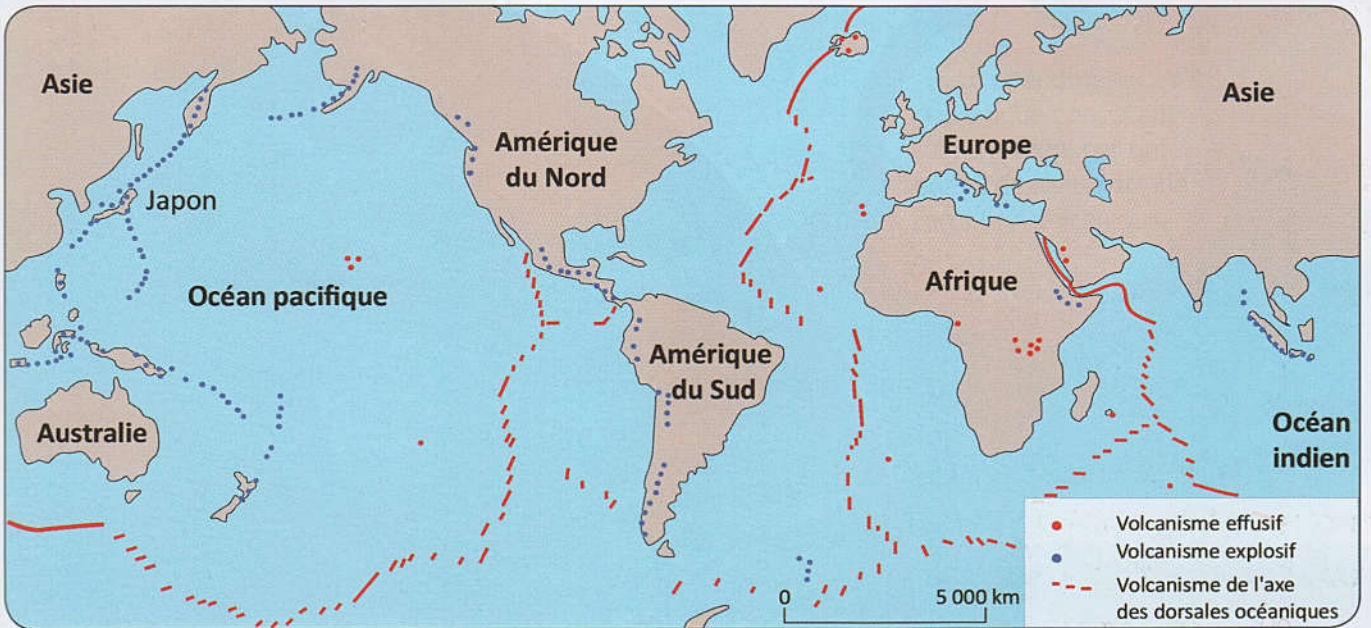 Asie
Asie
Amérique
du Nord
Europe
Japon
Océan pacifique
Afrique
Amérique
du Sud
Australie
Océan
indien
Volcanisme effusif
Volcanisme explosif
Volcanisme de l'axe
des dorsales océaniques
0 5 000 km